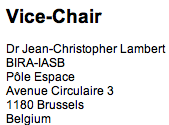 Vice-Chair
Dr Jean-Christopher Lambert
BIRA-IASB
Pôle Espace
Avenue Circulaire 3
1180 Brussels
Belgium